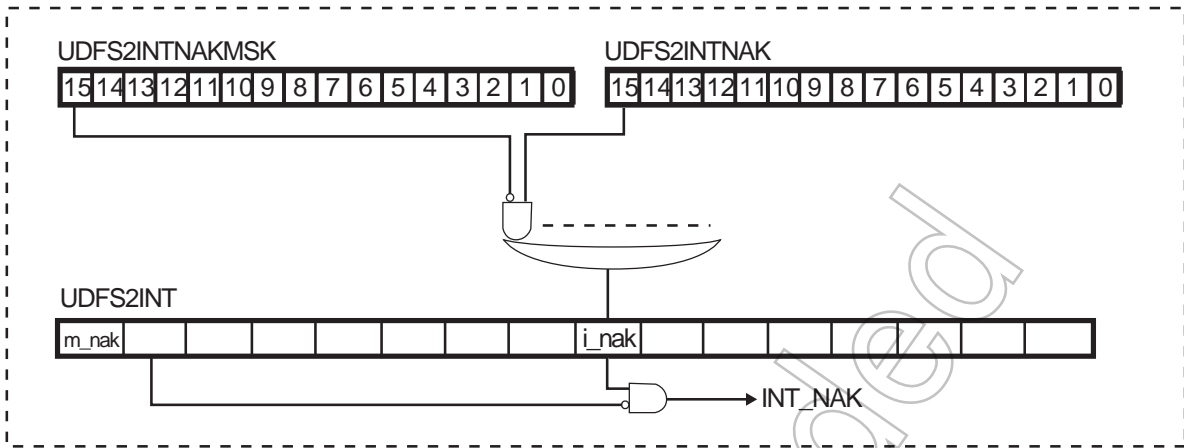 UDFS2INTNAKMSK
UDFS2INTNAK
15 14 13 12 11 10 9 8 7 6 5 4 3 2 1 0
15 14 13 12 11 10 9 8 7 6 5 4 3 2 1 0
UDFS2INT
m_nak i_nak
INT_NAK
ded